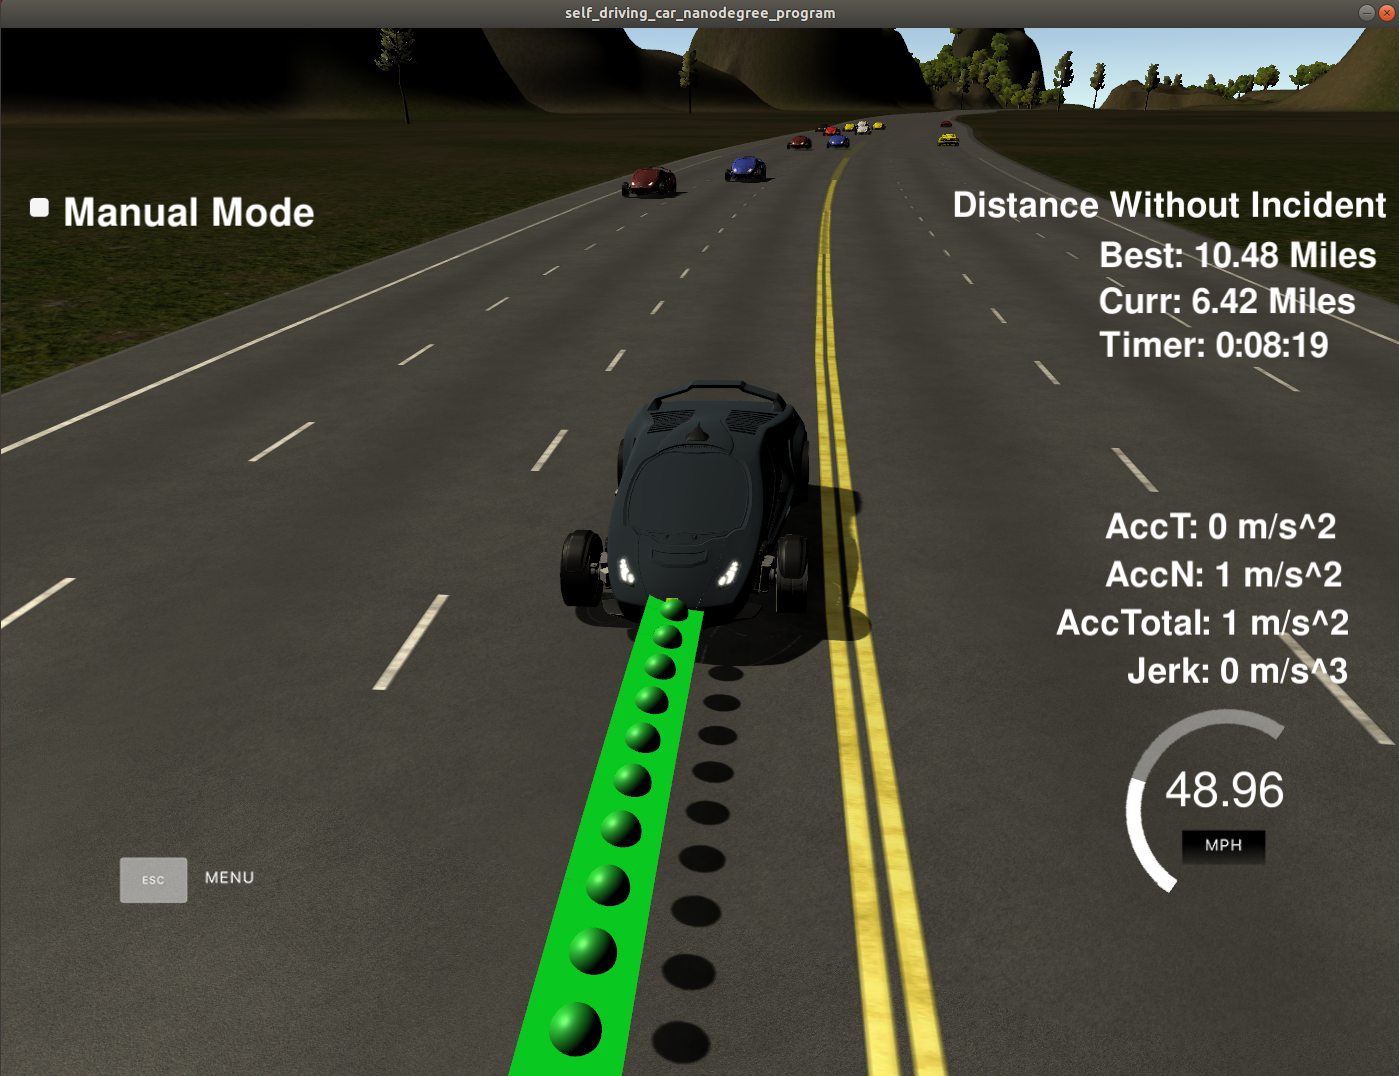 self_driving_car_nanodegree_program
Manual Mode
Distance Without Incident
Best: 10.48 Miles
Curr: 6.42 Miles
Timer: 0:08:19
AccT: 0 m/s^2
AccN: 1 m/s^2
AccTotal: 1 m/s^2
Jerk: 0 m/s^3
48.96
MPH
ESC MENU